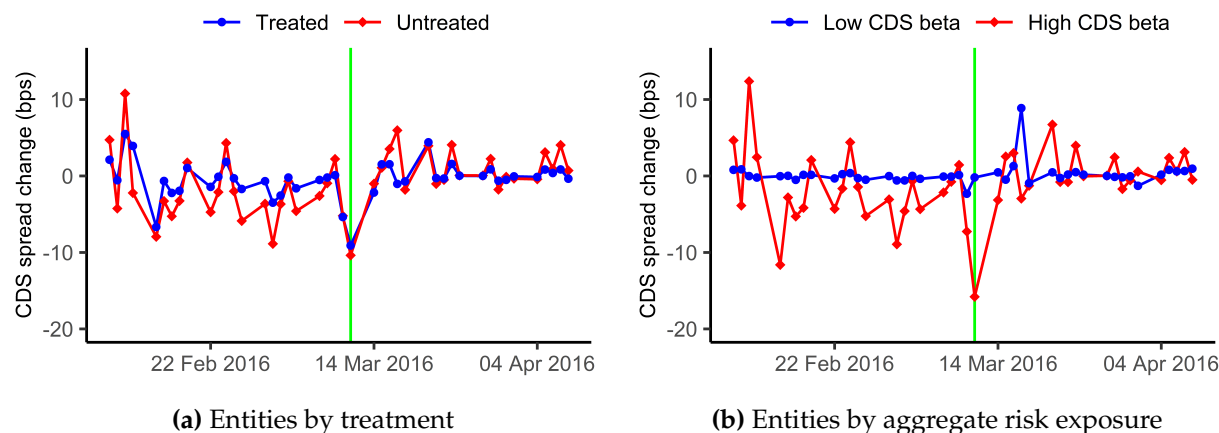 Treated Untreated
CDS spread change (bps)
10
0
-10
-20
22 Feb 2016 14 Mar 2016 04 Apr 2016
(a) Entities by treatment
Low CDS beta High CDS beta
CDS spread change (bps)
10
0
-10
-20
22 Feb 2016 14 Mar 2016 04 Apr 2016
(b) Entities by aggregate risk exposure